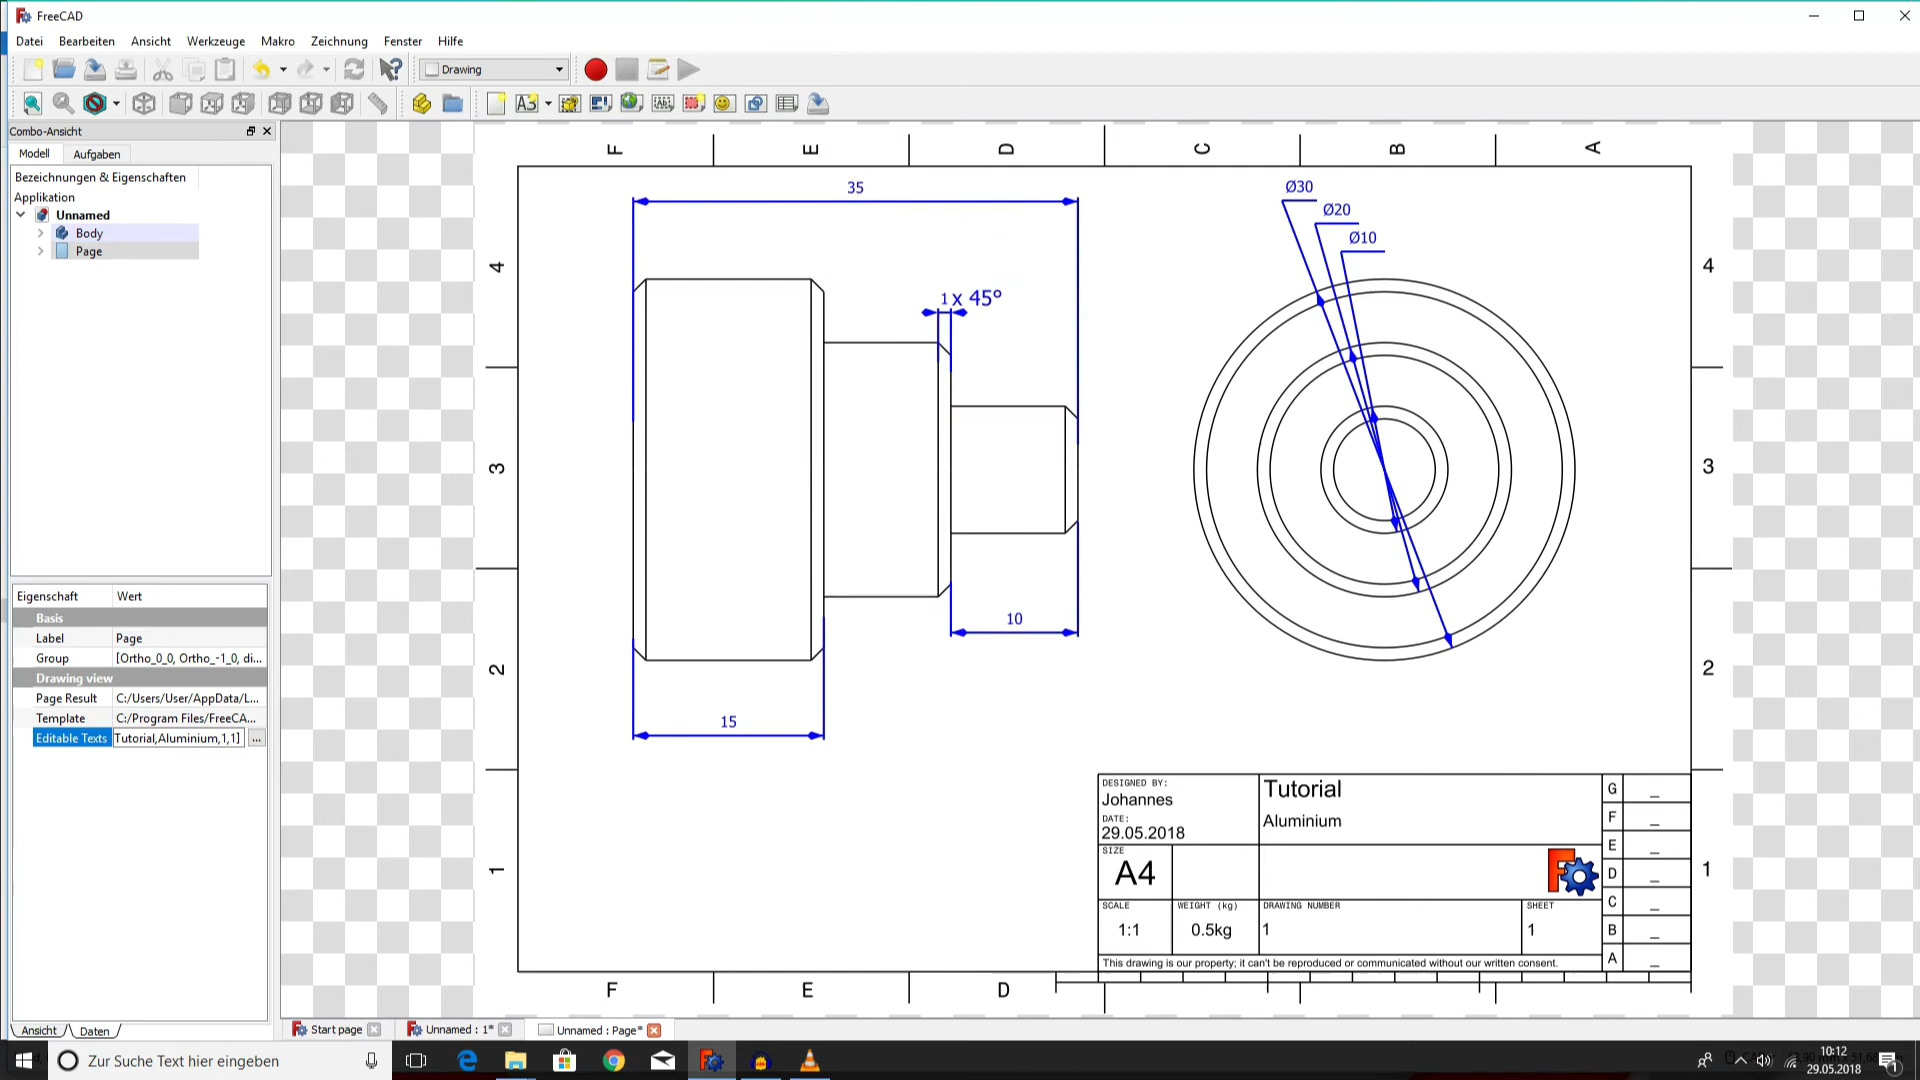 FreeCAD
Datei Bearbeiten Ansicht Werkzeuge Makro Zeichnung Fenster Hilfe
Drawing
A3
Combo-Ansicht
Modell Aufgaben
Bezeichnungen & Eigenschaften
Applikation
Unnamed
Body
Page
Eigenschaft Wert
Basis
Label Page
Group [Ortho_0_0, Ortho_-1_0, di...
Drawing view
Page Result C:/Users/User/AppData/L...
Template C:/Program Files/FreeCA...
Editable Texts Tutorial,Aluminium,1,1] ...
Ansicht Daten
F E D C B A
35
Ø30
Ø20
Ø10
4 4
1 x 45°
3 3
10
2 2
15
1 1
DESIGNED BY:
Johannes
DATE:
29.05.2018
Tutorial
Aluminium
SIZE
A4
SCALE
1:1
WEIGHT (kg)
0.5kg
DRAWING NUMBER
1
SHEET
1
This drawing is our property; it can't be reproduced or communicated without our written consent.
G _
F _
E _
D _
C _
B _
A _
F E D
Start page Unnamed : 1* Unnamed : Page*
Zur Suche Text hier eingeben
10:12
29.05.2018
1